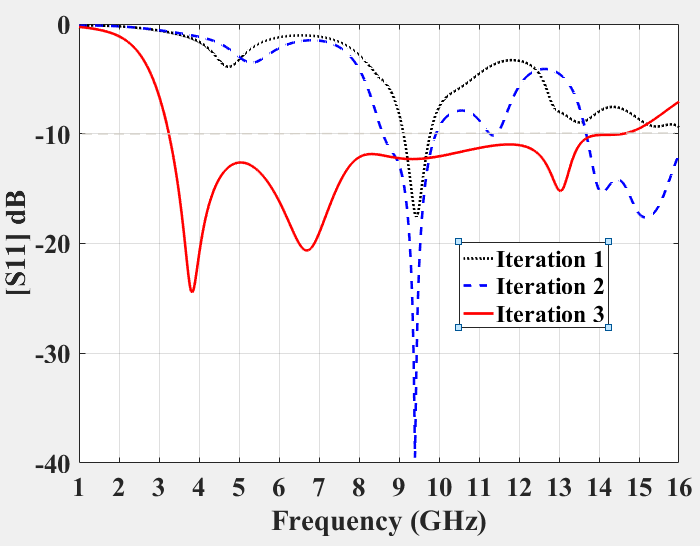 0
-10
-20
-30
-40
[S11] dB
Iteration 1
Iteration 2
Iteration 3
1 2 3 4 5 6 7 8 9 10 11 12 13 14 15 16
Frequency (GHz)